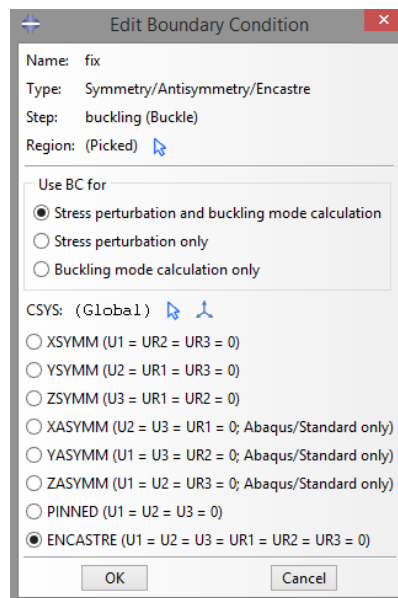 Edit Boundary Condition
Name: fix
Type: Symmetry/Antisymmetry/Encastre
Step: buckling (Buckle)
Region: (Picked)
Use BC for
Stress perturbation and buckling mode calculation
Stress perturbation only
Buckling mode calculation only
CSYS: (Global)
XSYMM (U1 = UR2 = UR3 = 0)
YSYMM (U2 = UR1 = UR3 = 0)
ZSYMM (U3 = UR1 = UR2 = 0)
XASYMM (U2 = U3 = UR1 = 0; Abaqus/Standard only)
YASYMM (U1 = U3 = UR2 = 0; Abaqus/Standard only)
ZASYMM (U1 = U2 = UR3 = 0; Abaqus/Standard only)
PINNED (U1 = U2 = U3 = 0)
ENCASTRE (U1 = U2 = U3 = UR1 = UR2 = UR3 = 0)
OK Cancel